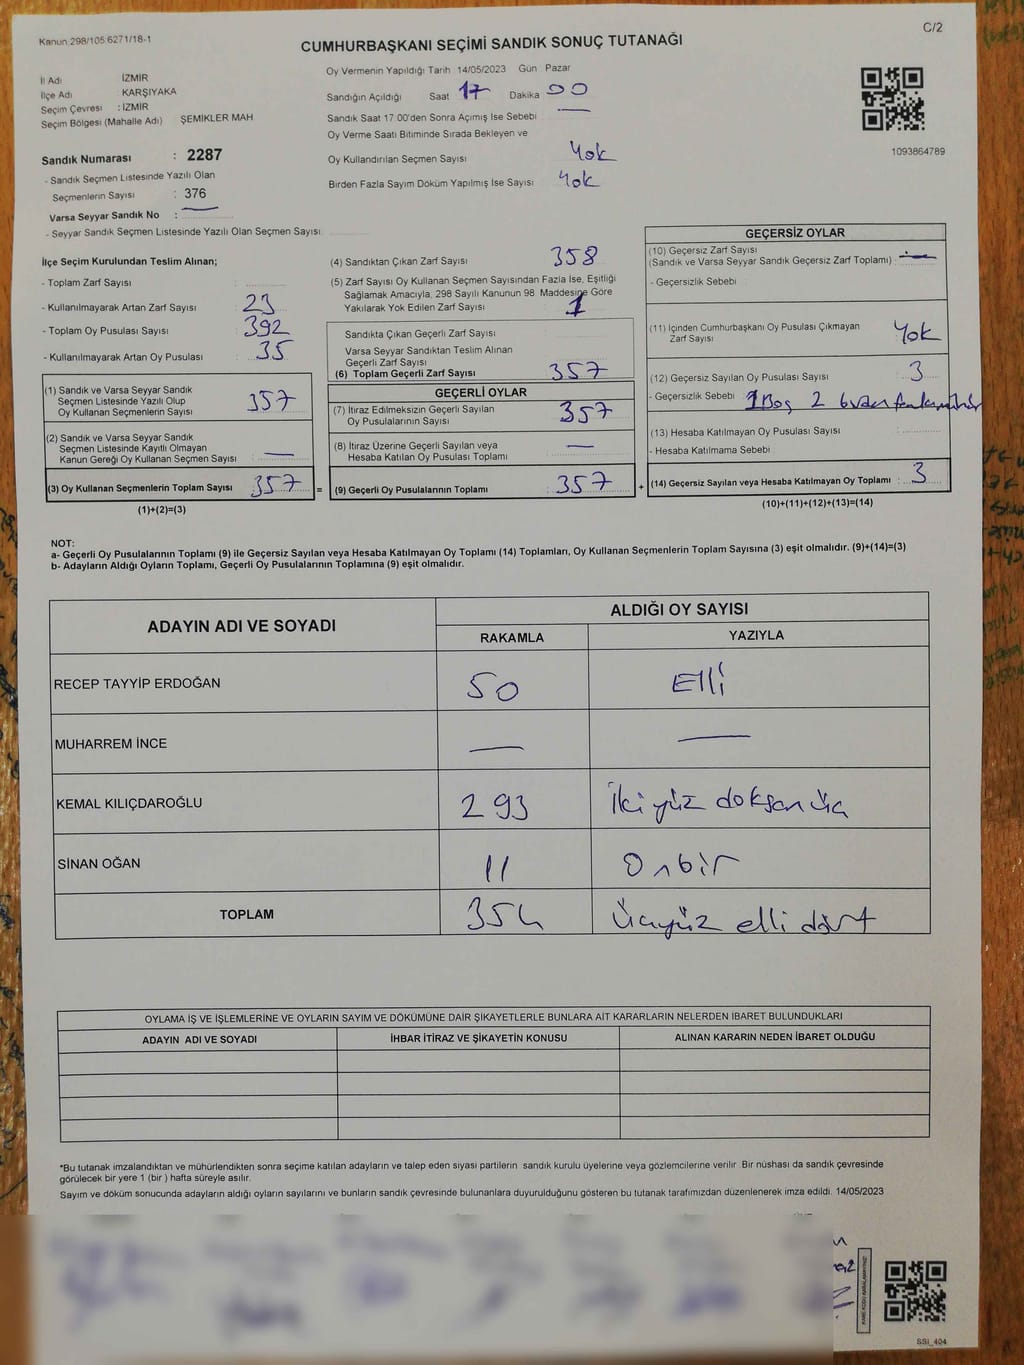 Kanun 298/105.6271/18-1
C/2
CUMHURBAŞKANI SEÇİMİ SANDIK SONUÇ TUTANAĞI
İl Adı İZMİR
İlçe Adı KARŞIYAKA
Seçim Çevresi : İZMİR
Seçim Bölgesi (Mahalle Adı) ŞEMİKLER MAH.
Sandık Numarası : 2287
- Sandık Seçmen Listesinde Yazılı Olan
Seçmenlerin Sayısı : 376
Varsa Seyyar Sandık No :
- Seyyar Sandık Seçmen Listesinde Yazılı Olan Seçmen Sayısı
Oy Vermenin Yapıldığı Tarih 14/05/2023 Gün Pazar
Sandığın Açıldığı Saat 17 Dakika 00
Sandık Saat 17.00'den Sonra Açımış İse Sebebi —
Oy Verme Saati Bitiminde Sırada Bekleyen ve
Oy Kullandırılan Seçmen Sayısı Yok
Birden Fazla Sayım Döküm Yapılmış İse Sayısı Yok
1093864789
İlçe Seçim Kurulundan Teslim Alınan;
- Toplam Zarf Sayısı :
- Kullanılmayarak Artan Zarf Sayısı : 23
- Toplam Oy Pusulası Sayısı : 392
- Kullanılmayarak Artan Oy Pusulası : 35
(1) Sandık ve Varsa Seyyar Sandık
Seçmen Listesinde Yazılı Olup
Oy Kullanan Seçmenlerin Sayısı : 357
(2) Sandık ve Varsa Seyyar Sandık
Seçmen Listesinde Kayıtlı Olmayan
Kanun Gereği Oy Kullanan Seçmen Sayısı : —
(3) Oy Kullanan Seçmenlerin Toplam Sayısı 357 =
(1)+(2)=(3)
(4) Sandıktan Çıkan Zarf Sayısı 358
(5) Zarf Sayısı Oy Kullanan Seçmen Sayısından Fazla İse, Eşitliği
Sağlamak Amacıyla, 298 Sayılı Kanunun 98 Maddesine Göre
Yakılarak Yok Edilen Zarf Sayısı 1
Sandıkta Çıkan Geçerli Zarf Sayısı
Varsa Seyyar Sandıktan Teslim Alınan
Geçerli Zarf Sayısı
(6) Toplam Geçerli Zarf Sayısı 357
GEÇERLİ OYLAR
(7) İtiraz Edilmeksizin Geçerli Sayılan
Oy Pusulalarının Sayısı 357
(8) İtiraz Üzerine Geçerli Sayılan veya
Hesaba Katılan Oy Pusulası Toplamı —
(9) Geçerli Oy Pusulalarının Toplamı 357 +
GEÇERSİZ OYLAR
(10) Geçersiz Zarf Sayısı
(Sandık ve Varsa Seyyar Sandık Geçersiz Zarf Toplamı) : —
- Geçersizlik Sebebi
(11) İçinden Cumhurbaşkanı Oy Pusulası Çıkmayan
Zarf Sayısı Yok
(12) Geçersiz Sayılan Oy Pusulası Sayısı : 3
- Geçersizlik Sebebi 1 Boş 2 6 dan fazla
(13) Hesaba Katılmayan Oy Pusulası Sayısı
- Hesaba Katılmama Sebebi
(14) Geçersiz Sayılan veya Hesaba Katılmayan Oy Toplamı : 3
(10)+(11)+(12)+(13)=(14)
NOT:
a- Geçerli Oy Pusulalarının Toplamı (9) ile Geçersiz Sayılan veya Hesaba Katılmayan Oy Toplamı (14) Toplamları, Oy Kullanan Seçmenlerin Toplam Sayısına (3) eşit olmalıdır. (9)+(14)=(3)
b- Adayların Aldığı Oyların Toplamı, Geçerli Oy Pusulalarının Toplamına (9) eşit olmalıdır.
ADAYIN ADI VE SOYADI
ALDIĞI OY SAYISI
RAKAMLA YAZIYLA
RECEP TAYYİP ERDOĞAN 50 Elli
MUHARREM İNCE — —
KEMAL KILIÇDAROĞLU 293 İki yüz doksan üç
SİNAN OĞAN 11 Onbir
TOPLAM 354 Üçyüz elli dört
OYLAMA İŞ VE İŞLEMLERİNE VE OYLARIN SAYIM VE DÖKÜMÜNE DAİR ŞİKAYETLERLE BUNLARA AİT KARARLARIN NELERDEN İBARET BULUNDUKLARI
ADAYIN ADI VE SOYADI İHBAR İTİRAZ VE ŞİKAYETİN KONUSU ALINAN KARARIN NEDEN İBARET OLDUĞU
*Bu tutanak imzalandıktan ve mühürlendikten sonra seçime katılan adayların ve talep eden siyasi partilerin sandık kurulu üyelerine veya gözlemcilerine verilir. Bir nüshası da sandık çevresinde
görülecek bir yere 1 (bir) hafta süreyle asılır.
Sayım ve döküm sonucunda adayların aldığı oyların sayılarını ve bunların sandık çevresinde bulunanlara duyurulduğunu gösteren bu tutanak tarafımızdan düzenlenerek imza edildi. 14/05/2023
KARE KODU KARALAMAYINIZ!
SSI_404